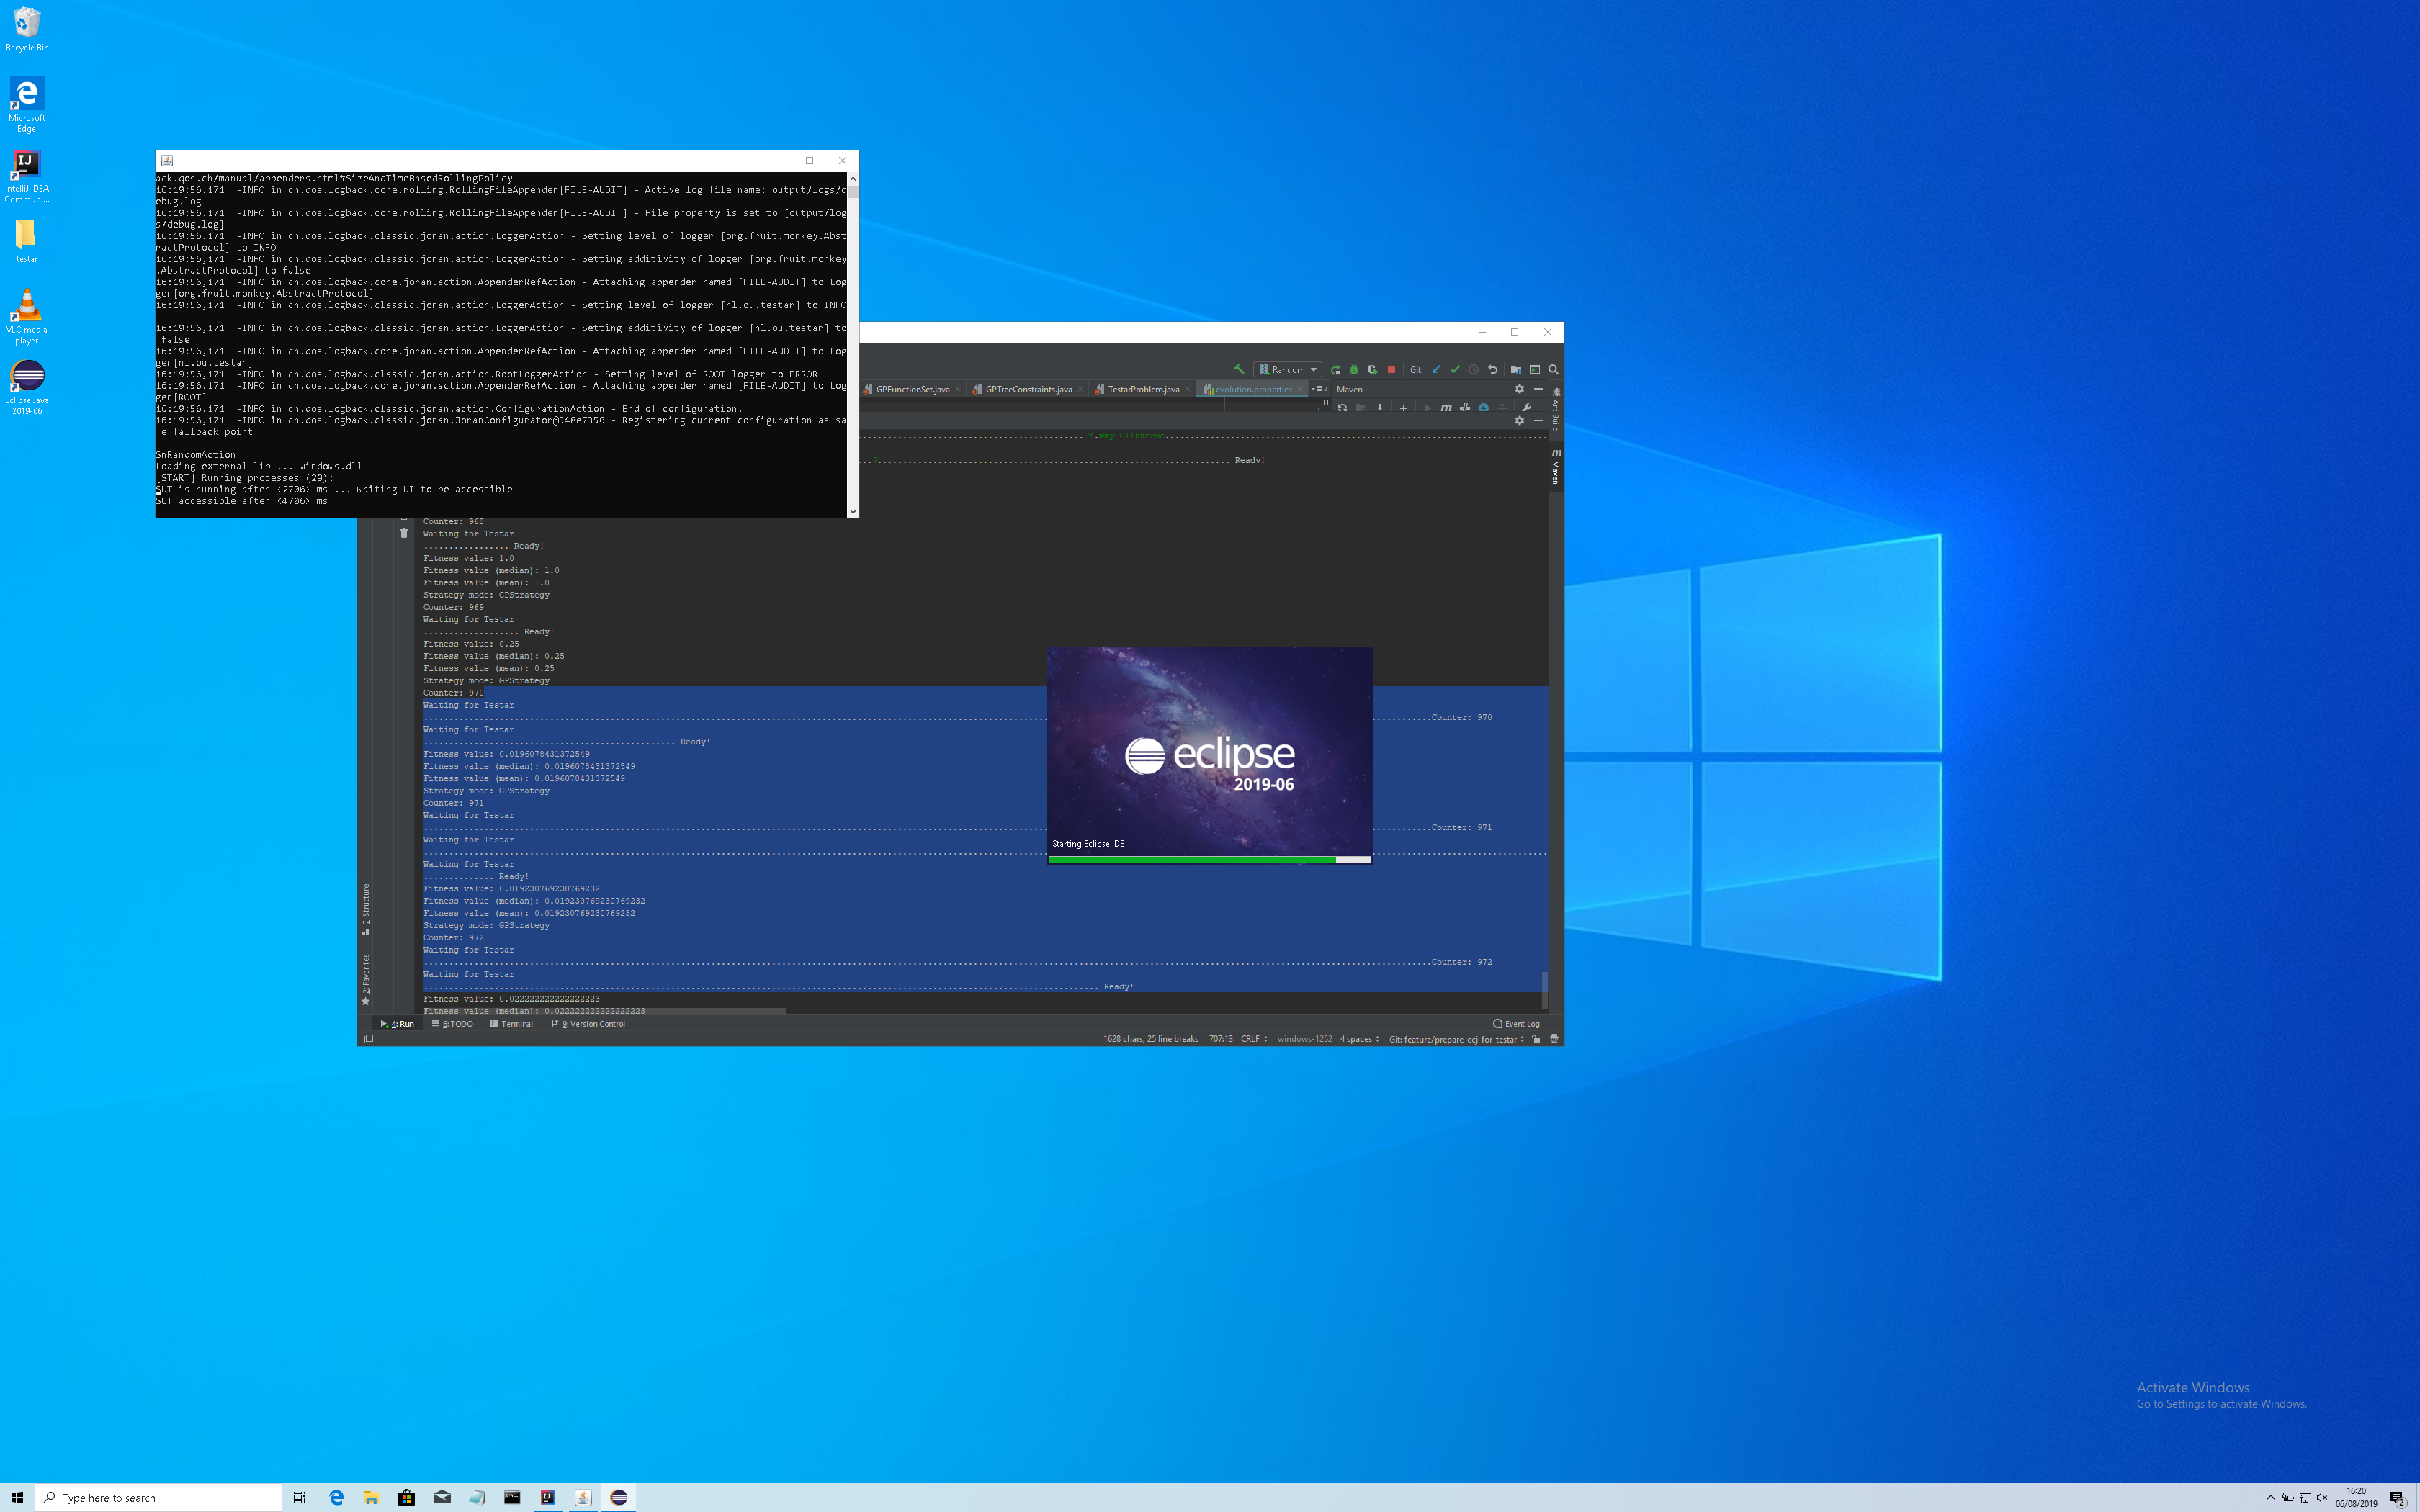 Recycle Bin
Microsoft
Edge
IntelliJ IDEA
Communi...
testar
VLC media
player
Eclipse Java
2019-06
ack.qos.ch/manual/appenders.html#SizeAndTimeBasedRollingPolicy
16:19:56,171 |-INFO in ch.qos.logback.core.rolling.RollingFileAppender[FILE-AUDIT] - Active log file name: output/logs/d
ebug.log
16:19:56,171 |-INFO in ch.qos.logback.core.rolling.RollingFileAppender[FILE-AUDIT] - File property is set to [output/log
s/debug.log]
16:19:56,171 |-INFO in ch.qos.logback.classic.joran.action.LoggerAction - Setting level of logger [org.fruit.monkey.Abst
ractProtocol] to INFO
16:19:56,171 |-INFO in ch.qos.logback.classic.joran.action.LoggerAction - Setting additivity of logger [org.fruit.monkey
.AbstractProtocol] to false
16:19:56,171 |-INFO in ch.qos.logback.core.joran.action.AppenderRefAction - Attaching appender named [FILE-AUDIT] to Log
ger[org.fruit.monkey.AbstractProtocol]
16:19:56,171 |-INFO in ch.qos.logback.classic.joran.action.LoggerAction - Setting level of logger [nl.ou.testar] to INFO
16:19:56,171 |-INFO in ch.qos.logback.classic.joran.action.LoggerAction - Setting additivity of logger [nl.ou.testar] to
false
16:19:56,171 |-INFO in ch.qos.logback.core.joran.action.AppenderRefAction - Attaching appender named [FILE-AUDIT] to Log
ger[nl.ou.testar]
16:19:56,171 |-INFO in ch.qos.logback.classic.joran.action.RootLoggerAction - Setting level of ROOT logger to ERROR
16:19:56,171 |-INFO in ch.qos.logback.core.joran.action.AppenderRefAction - Attaching appender named [FILE-AUDIT] to Log
ger[ROOT]
16:19:56,171 |-INFO in ch.qos.logback.classic.joran.action.ConfigurationAction - End of configuration.
16:19:56,171 |-INFO in ch.qos.logback.classic.joran.JoranConfigurator@548e7350 - Registering current configuration as sa
fe fallback point
SnRandomAction
Loading external lib ... windows.dll
[START] Running processes (29):
SUT is running after <2706> ms ... waiting UI to be accessible
SUT accessible after <4706> ms
Random
Git:
GPFunctionSet.java
GPTreeConstraints.java
TestarProblem.java
evolution.properties
Maven
Ant Build
Maven
Ready!
Counter: 968
Waiting for Testar
................. Ready!
Fitness value: 1.0
Fitness value (median): 1.0
Fitness value (mean): 1.0
Strategy mode: GPStrategy
Counter: 969
Waiting for Testar
................... Ready!
Fitness value: 0.25
Fitness value (median): 0.25
Fitness value (mean): 0.25
Strategy mode: GPStrategy
Counter: 970
Waiting for Testar
Counter: 970
Waiting for Testar
.................................................. Ready!
Fitness value: 0.0196078431372549
Fitness value (median): 0.0196078431372549
Fitness value (mean): 0.0196078431372549
Strategy mode: GPStrategy
Counter: 971
Waiting for Testar
Counter: 971
Waiting for Testar
Waiting for Testar
.............. Ready!
Fitness value: 0.019230769230769232
Fitness value (median): 0.019230769230769232
Fitness value (mean): 0.019230769230769232
Strategy mode: GPStrategy
Counter: 972
Waiting for Testar
Counter: 972
Waiting for Testar
Ready!
Fitness value: 0.022222222222222223
Fitness value (median): 0.022222222222222223
eclipse
2019-06
Starting Eclipse IDE
7: Structure
2: Favorites
4: Run
6: TODO
Terminal
9: Version Control
Event Log
1628 chars, 25 line breaks
707:13
CRLF
windows-1252
4 spaces
Git: feature/prepare-ecj-for-testar
Activate Windows
Go to Settings to activate Windows.
Type here to search
16:20
06/08/2019
2